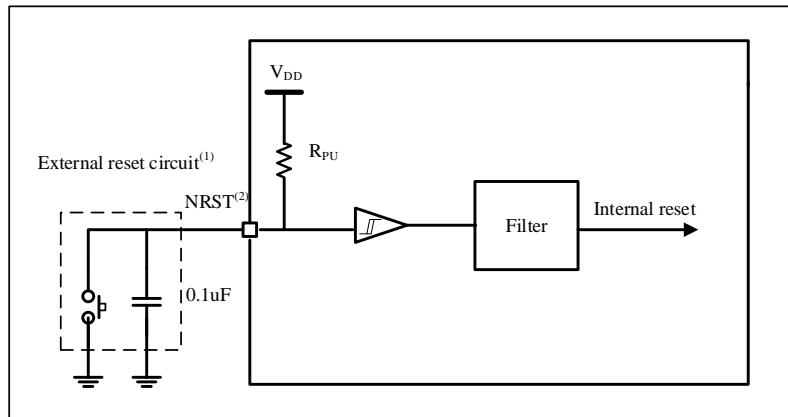 V_DD
R_PU
External reset circuit(1)
NRST(2)
Filter
Internal reset
0.1uF